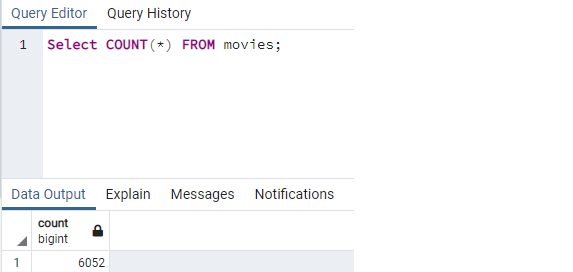 Query Editor Query History
1 Select COUNT(*) FROM movies;
Data Output Explain Messages Notifications
count
bigint
1 6052